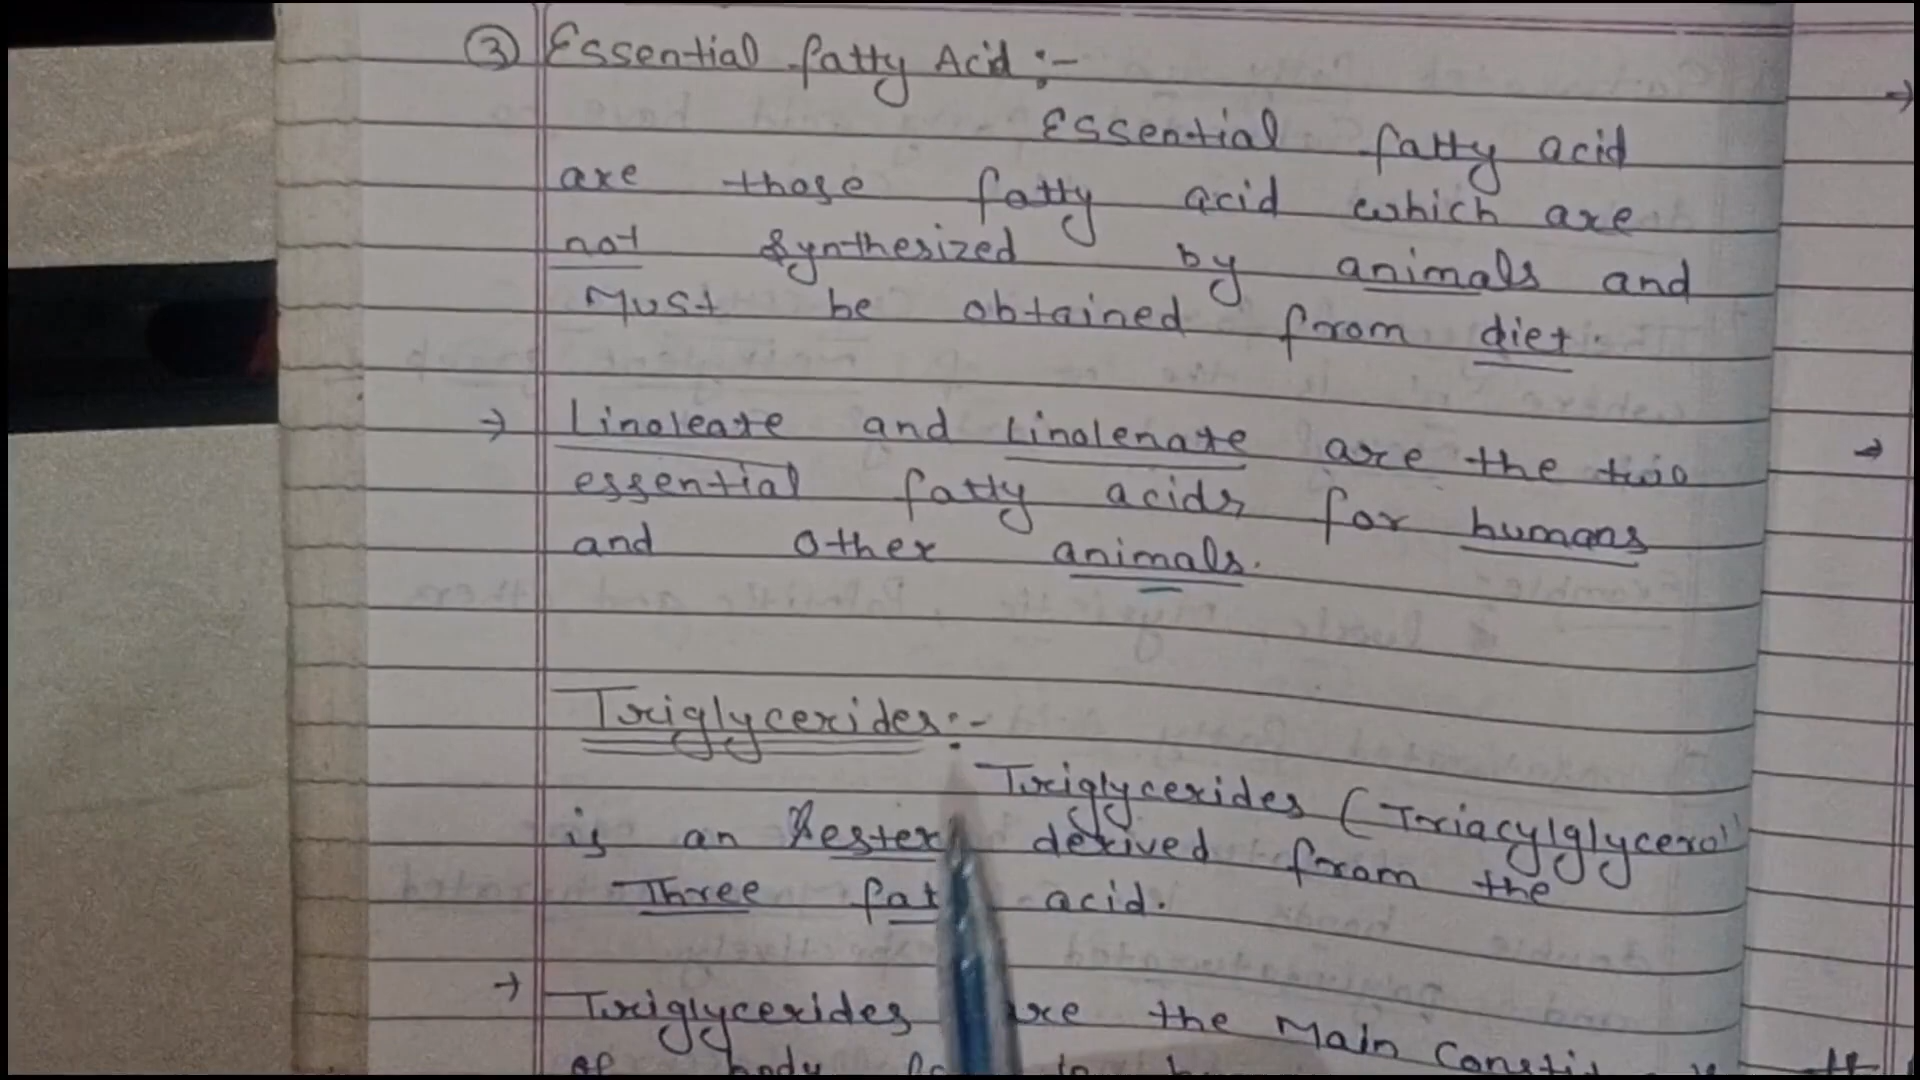 ③ Essential fatty Acid :-
Essential fatty acid
are those fatty acid which are
not synthesized by animals and
Must be obtained from diet.
→ Linoleate and Linolenate are the two
essential fatty acids for humans
and other animals.
Triglycerides :-
Triglycerides (Triacylglycerol
is an ester derived from the
Three acid.
→ Triglycerides the Main
of body